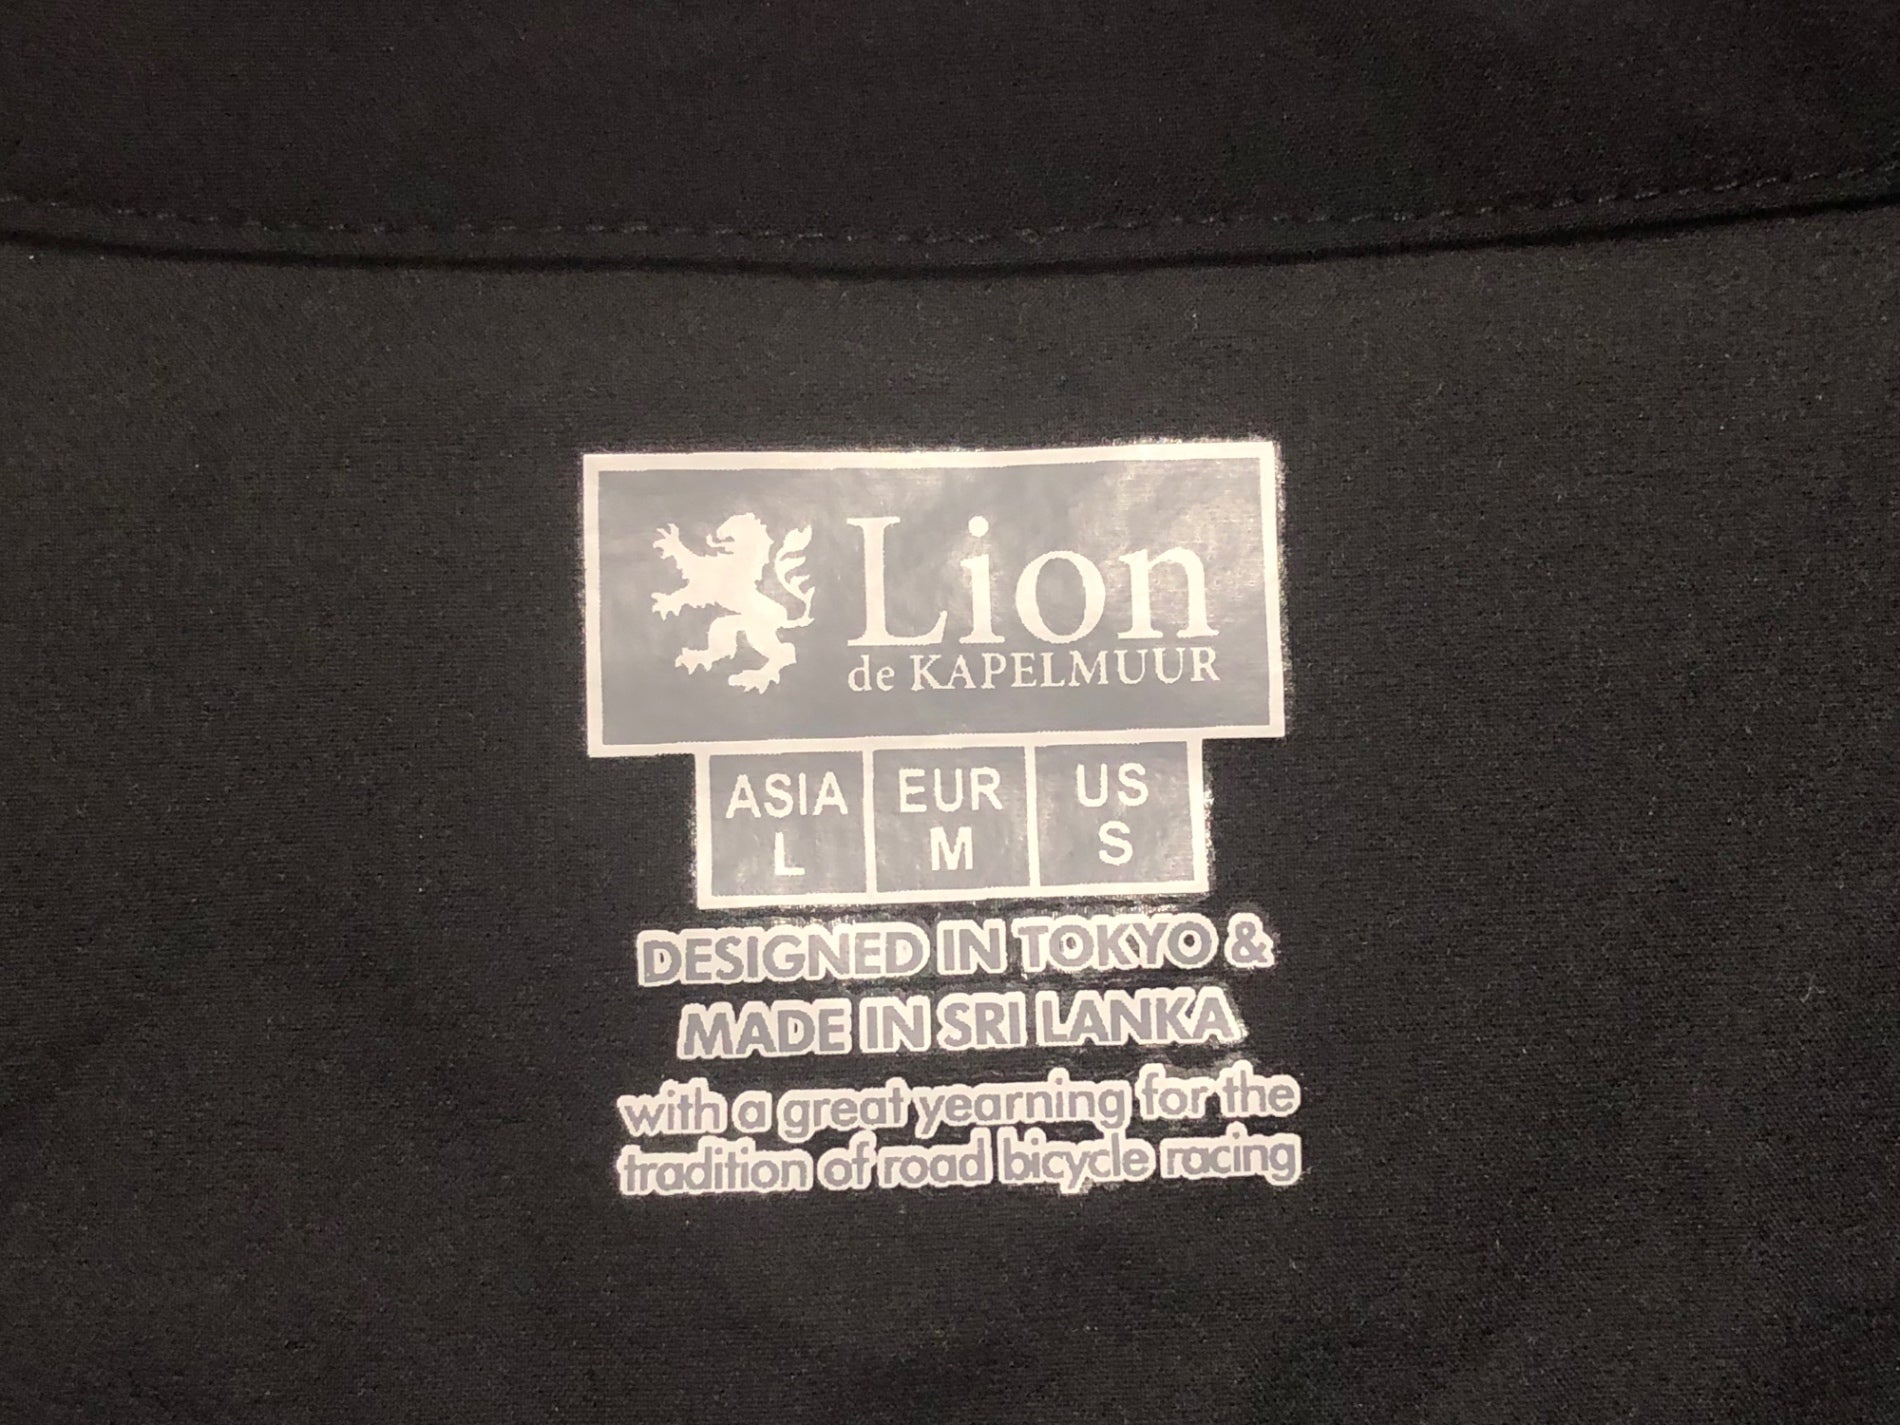 Lion
de KAPELMUUR
ASIA EUR US
L M S
DESIGNED IN TOKYO &
MADE IN SRI LANKA
with a great yearning for the
tradition of road bicycle racing